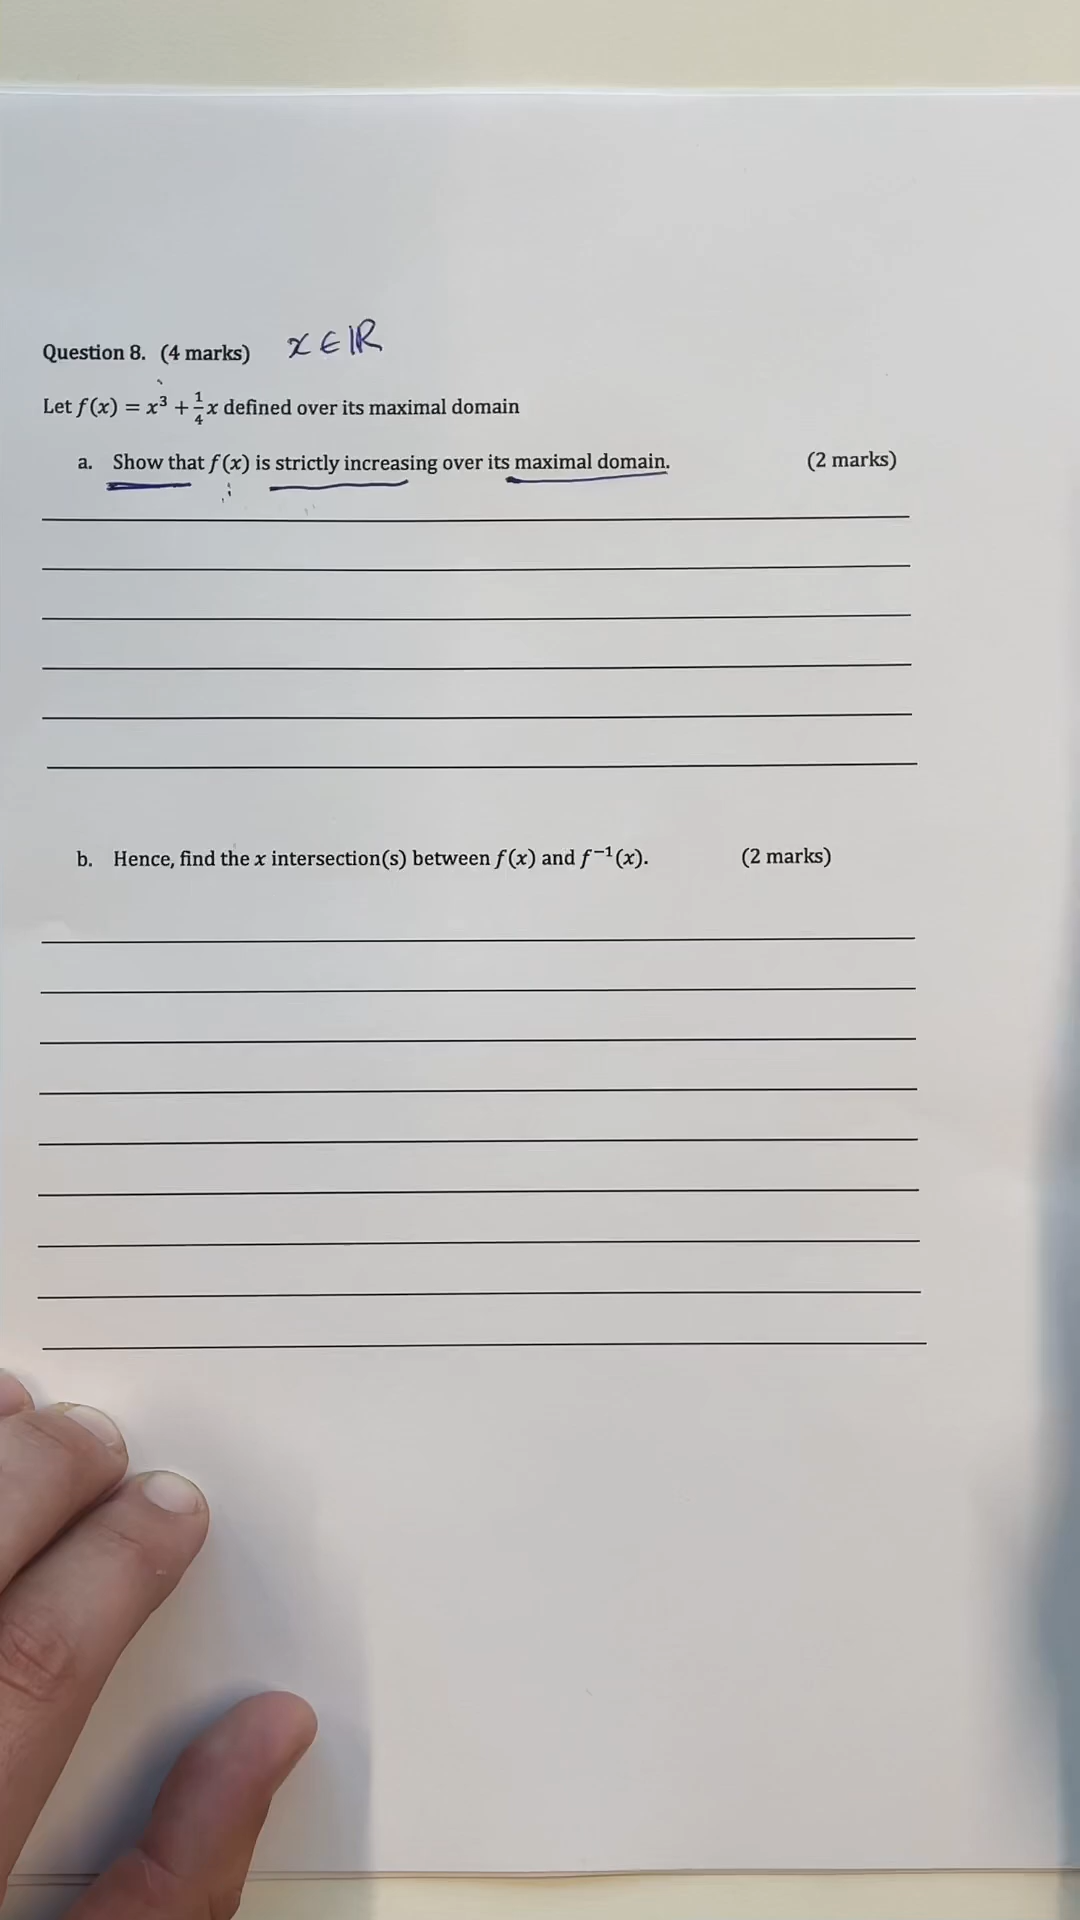 Question 8. (4 marks) x ∈ ℝ
Let f(x) = x³ + ¼x defined over its maximal domain
a. Show that f(x) is strictly increasing over its maximal domain. (2 marks)
b. Hence, find the x intersection(s) between f(x) and f⁻¹(x). (2 marks)